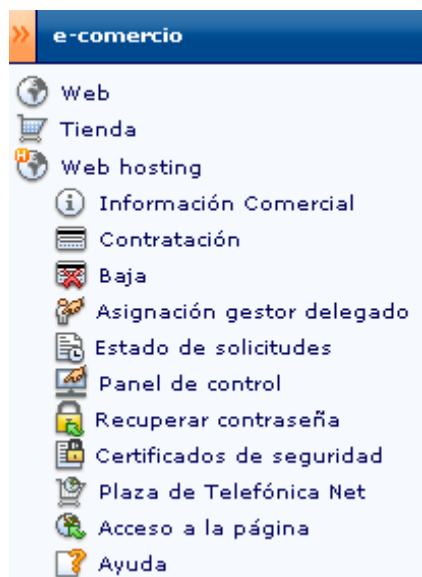 » e-comercio
Web
Tienda
H
Web hosting
Información Comercial
Contratación
Baja
Asignación gestor delegado
Estado de solicitudes
Panel de control
Recuperar contraseña
Certificados de seguridad
Plaza de Telefónica Net
Acceso a la página
Ayuda